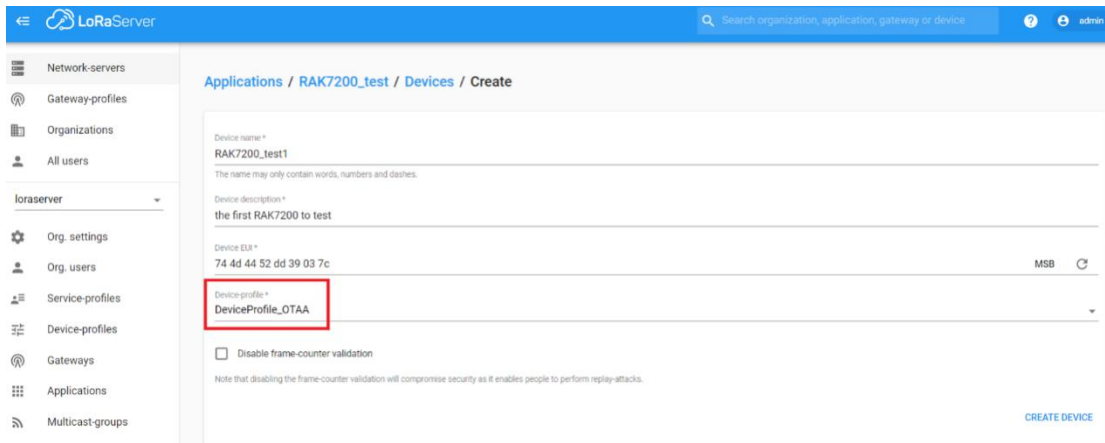 LoRaServer
Search organization, application, gateway or device
? admin
Network-servers
Gateway-profiles
Organizations
All users
loraserver
Org. settings
Org. users
Service-profiles
Device-profiles
Gateways
Applications
Multicast-groups
Applications / RAK7200_test / Devices / Create
Device name *
RAK7200_test1
The name may only contain words, numbers and dashes.
Device description *
the first RAK7200 to test
Device EUI *
74 4d 44 52 dd 39 03 7c MSB
Device-profile *
DeviceProfile_OTAA
Disable frame-counter validation
Note that disabling the frame-counter validation will compromise security as it enables people to perform replay-attacks.
CREATE DEVICE